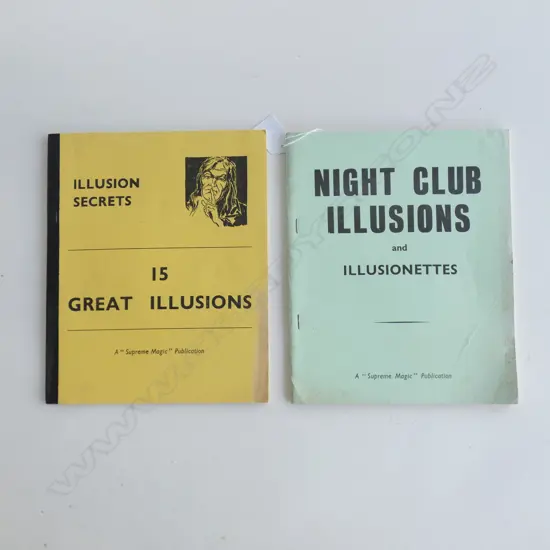 ILLUSION
SECRETS
15
GREAT ILLUSIONS
A "Supreme Magic" Publication
NIGHT CLUB
ILLUSIONS
and
ILLUSIONETTES
A "Supreme Magic" Publication